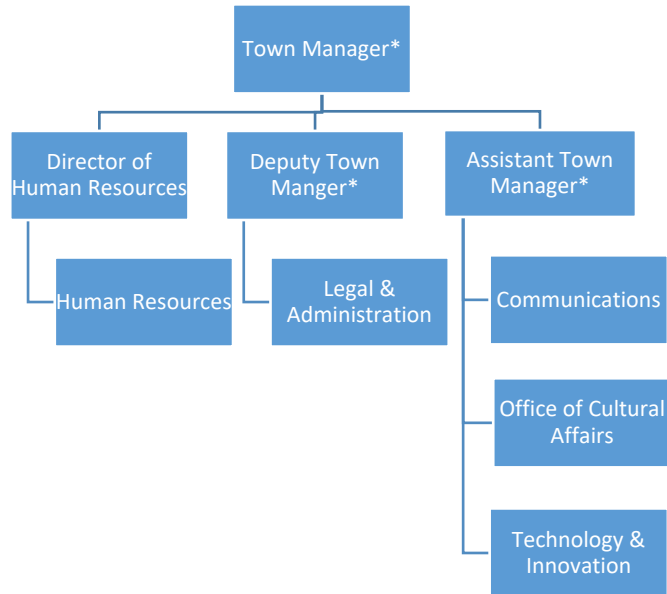 Town Manager*
Director of
Human Resources
Deputy Town
Manger*
Assistant Town
Manager*
Human Resources
Legal &
Administration
Communications
Office of Cultural
Affairs
Technology &
Innovation